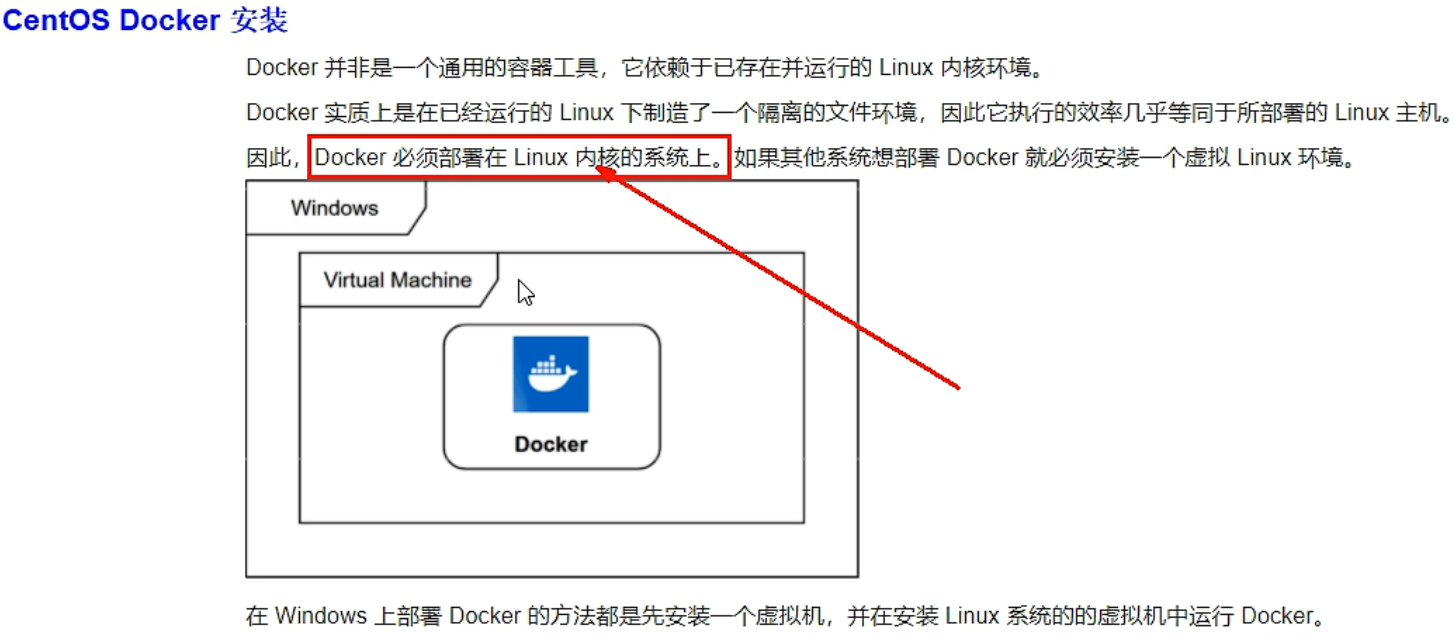 CentOS Docker 安装
Docker 并非是一个通用的容器工具，它依赖于已存在并运行的 Linux 内核环境。
Docker 实质上是在已经运行的 Linux 下制造了一个隔离的文件环境，因此它执行的效率几乎等同于所部署的 Linux 主机。
因此，Docker 必须部署在 Linux 内核的系统上。如果其他系统想部署 Docker 就必须安装一个虚拟 Linux 环境。
Windows
Virtual Machine
Docker
在 Windows 上部署 Docker 的方法都是先安装一个虚拟机，并在安装 Linux 系统的的虚拟机中运行 Docker。